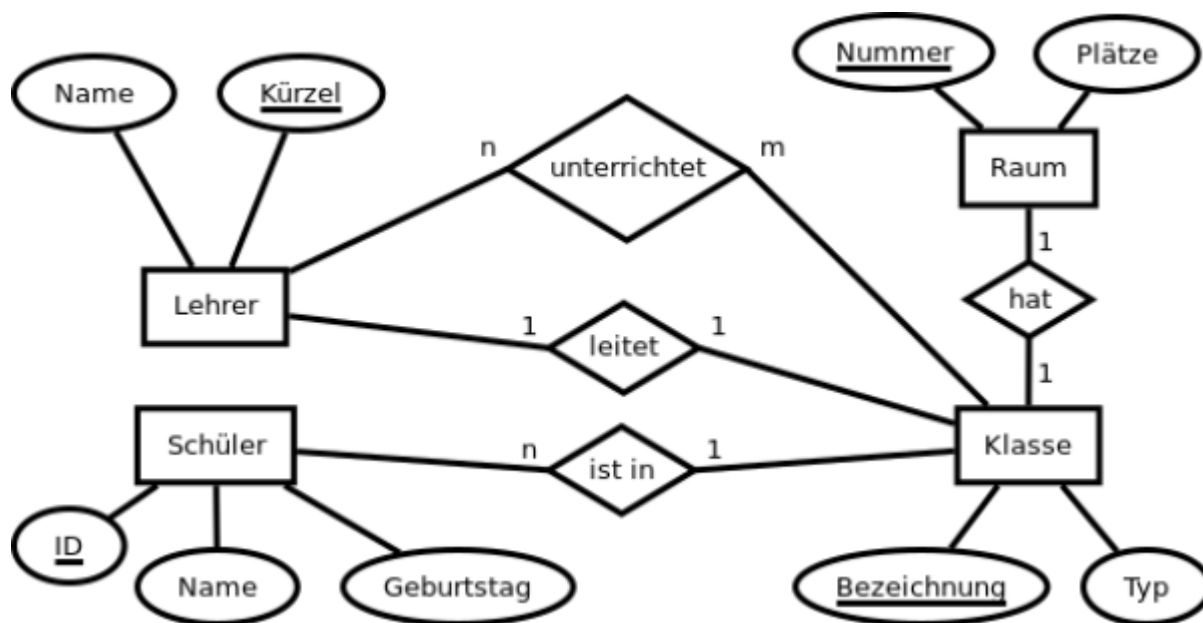 Nummer
Plätze
Name
Kürzel
n
unterrichtet
m
Raum
1
hat
1
Lehrer
1
leitet
1
Schüler
n
ist in
1
Klasse
ID
Name
Geburtstag
Bezeichnung
Typ